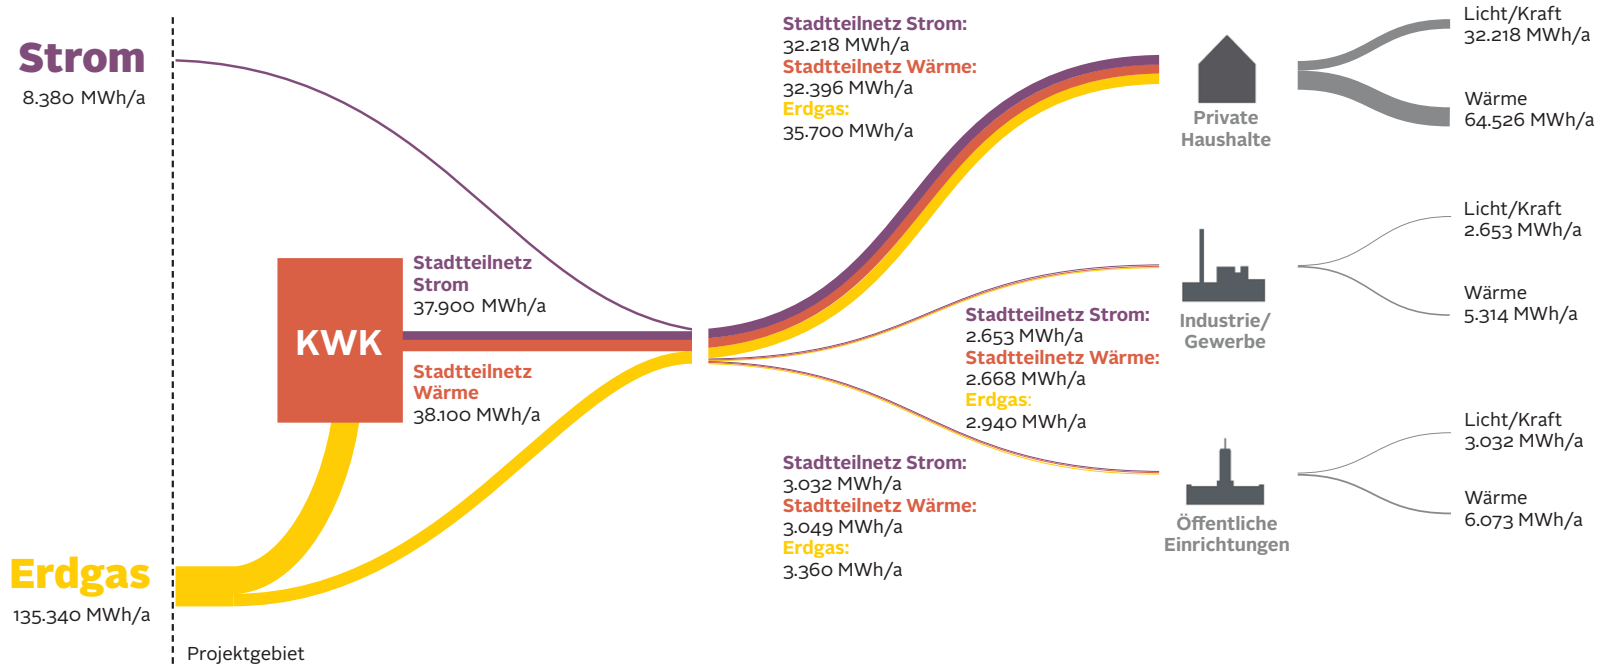 Strom
8.380 MWh/a
Erdgas
135.340 MWh/a
Projektgebiet
KWK
Stadtteilnetz
Strom
37.900 MWh/a
Stadtteilnetz
Wärme
38.100 MWh/a
Stadtteilnetz Strom:
32.218 MWh/a
Stadtteilnetz Wärme:
32.396 MWh/a
Erdgas:
35.700 MWh/a
Stadtteilnetz Strom:
2.653 MWh/a
Stadtteilnetz Wärme:
2.668 MWh/a
Erdgas:
2.940 MWh/a
Stadtteilnetz Strom:
3.032 MWh/a
Stadtteilnetz Wärme:
3.049 MWh/a
Erdgas:
3.360 MWh/a
Private
Haushalte
Industrie/
Gewerbe
Öffentliche
Einrichtungen
Licht/Kraft
32.218 MWh/a
Wärme
64.526 MWh/a
Licht/Kraft
2.653 MWh/a
Wärme
5.314 MWh/a
Licht/Kraft
3.032 MWh/a
Wärme
6.073 MWh/a